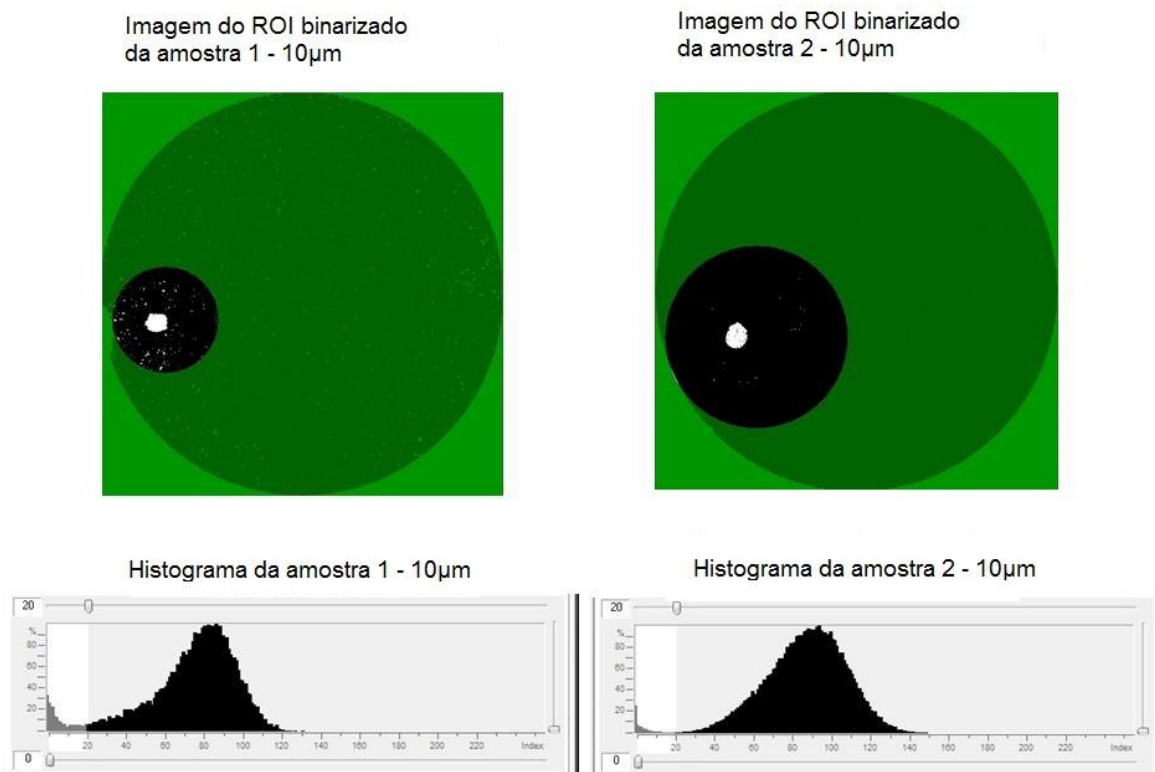 Imagem do ROI binarizado
da amostra 1 - 10µm
Imagem do ROI binarizado
da amostra 2 - 10µm
Histograma da amostra 1 - 10µm
20
%
80
60
40
20
20 40 60 80 100 120 140 160 180 200 220 Index
0
Histograma da amostra 2 - 10µm
20
%
80
60
40
20
20 40 60 80 100 120 140 160 180 200 220 Index
0